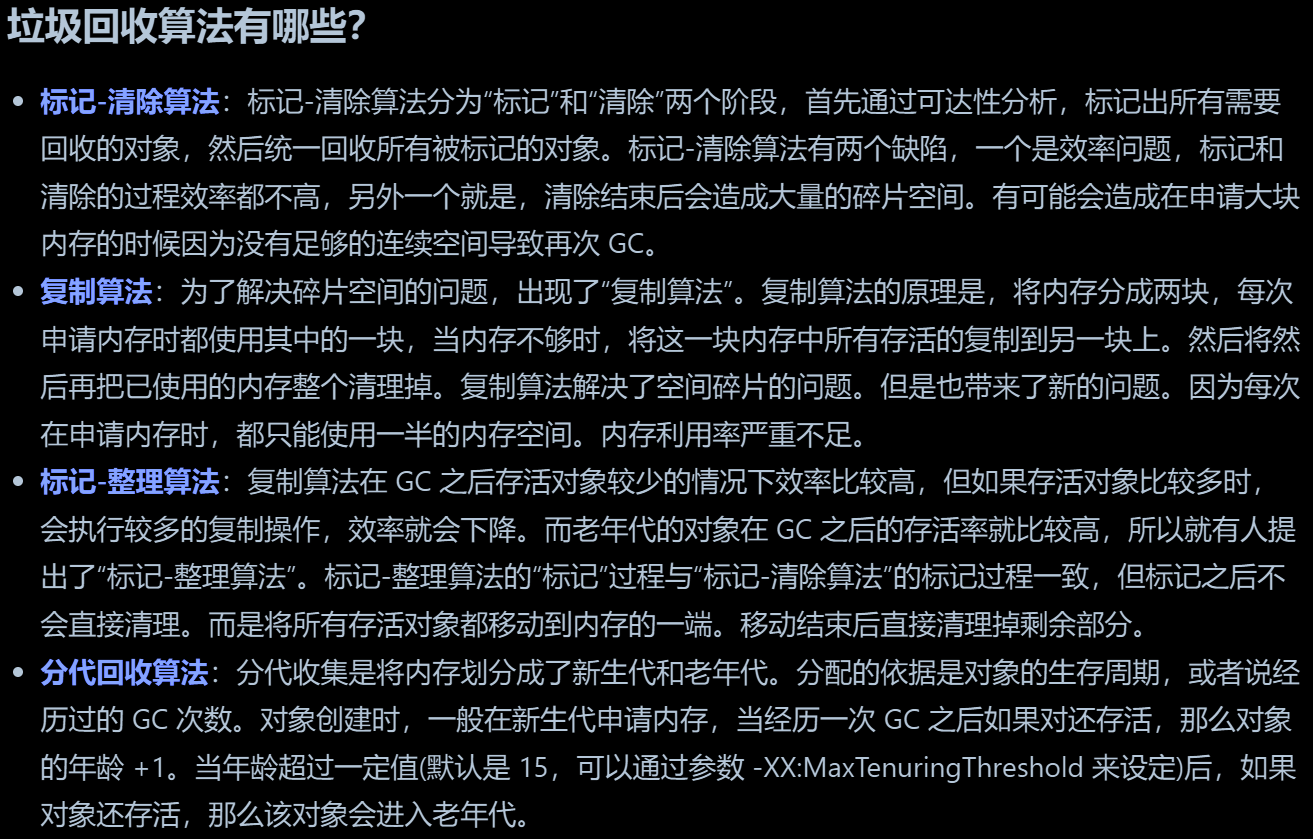 垃圾回收算法有哪些？
• 标记-清除算法：标记-清除算法分为“标记”和“清除”两个阶段，首先通过可达性分析，标记出所有需要
回收的对象，然后统一回收所有被标记的对象。标记-清除算法有两个缺陷，一个是效率问题，标记和
清除的过程效率都不高，另外一个就是，清除结束后会造成大量的碎片空间。有可能会造成在申请大块
内存的时候因为没有足够的连续空间导致再次 GC。
• 复制算法：为了解决碎片空间的问题，出现了“复制算法”。复制算法的原理是，将内存分成两块，每次
申请内存时都使用其中的一块，当内存不够时，将这一块内存中所有存活的复制到另一块上。然后将然
后再把已使用的内存整个清理掉。复制算法解决了空间碎片的问题。但是也带来了新的问题。因为每次
在申请内存时，都只能使用一半的内存空间。内存利用率严重不足。
• 标记-整理算法：复制算法在 GC 之后存活对象较少的情况下效率比较高，但如果存活对象比较多时，
会执行较多的复制操作，效率就会下降。而老年代的对象在 GC 之后的存活率就比较高，所以就有人提
出了“标记-整理算法”。标记-整理算法的“标记”过程与“标记-清除算法”的标记过程一致，但标记之后不
会直接清理。而是将所有存活对象都移动到内存的一端。移动结束后直接清理掉剩余部分。
• 分代回收算法：分代收集是将内存划分成了新生代和老年代。分配的依据是对象的生存周期，或者说经
历过的 GC 次数。对象创建时，一般在新生代申请内存，当经历一次 GC 之后如果对还存活，那么对象
的年龄 +1。当年龄超过一定值(默认是 15，可以通过参数 -XX:MaxTenuringThreshold 来设定)后，如果
对象还存活，那么该对象会进入老年代。